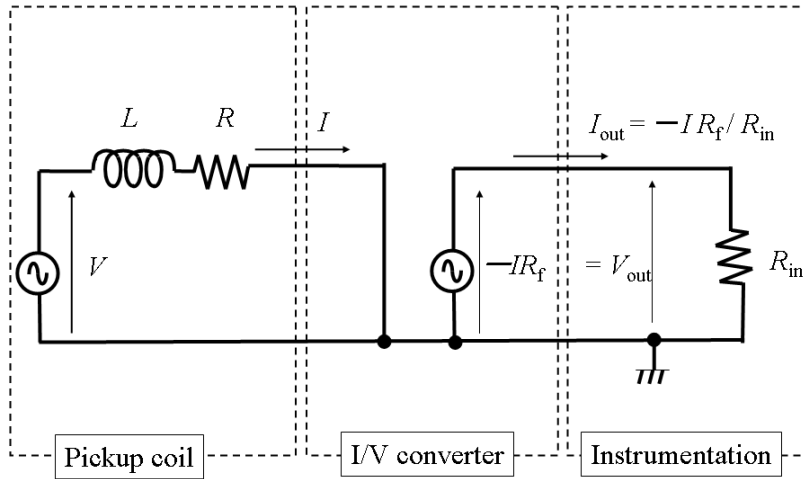 L
R
I
V
−IRf
= Vout
Iout = −I Rf / Rin
Rin
Pickup coil
I/V converter
Instrumentation